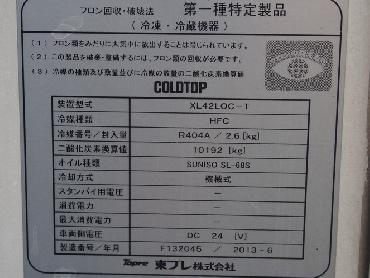 フロン回収・破壊法 第一種特定製品
(冷凍・冷蔵機器)
(1) フロン類をみだりに大気中に放出することは禁じられています。
(2) この製品を廃棄・整備するには、フロン類の回収が必要です。
(3) 冷媒の種類及び数量並びに冷媒の数量の二酸化炭素換算値
COLDTOP
装置型式 XL42LOC-T
冷媒種類 HFC
冷媒番号/封入量 R404A / 2.6 [kg]
二酸化炭素換算値 10192 [kg]
オイル種類 SUNISO SL-68S
冷却方式 機械式
スタンバイ用電圧 —
消費電力 —
最大消費電力 —
車両側電圧 DC 24 [V]
製造番号/年月 F132045 / 2013-6
Topre 東プレ株式会社